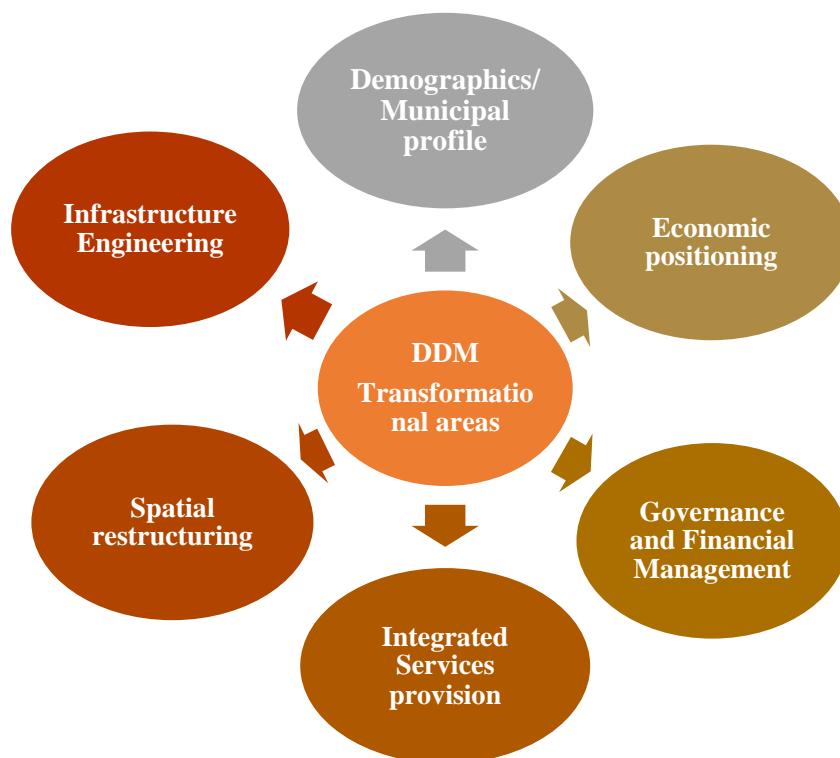 Demographics/
Municipal
profile
Infrastructure
Engineering
Economic
positioning
DDM
Transformatio
nal areas
Spatial
restructuring
Governance
and Financial
Management
Integrated
Services
provision